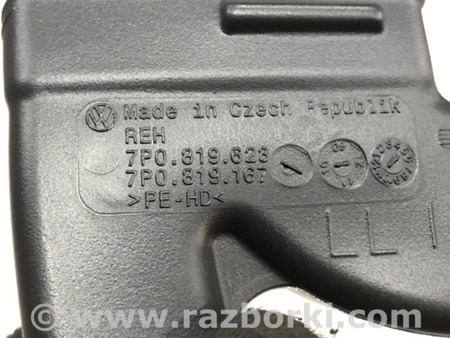 Made in Czech Republik
REH
7P0.819.623
7P0.819.167
>PE-HD<
LL
www.razborki.com